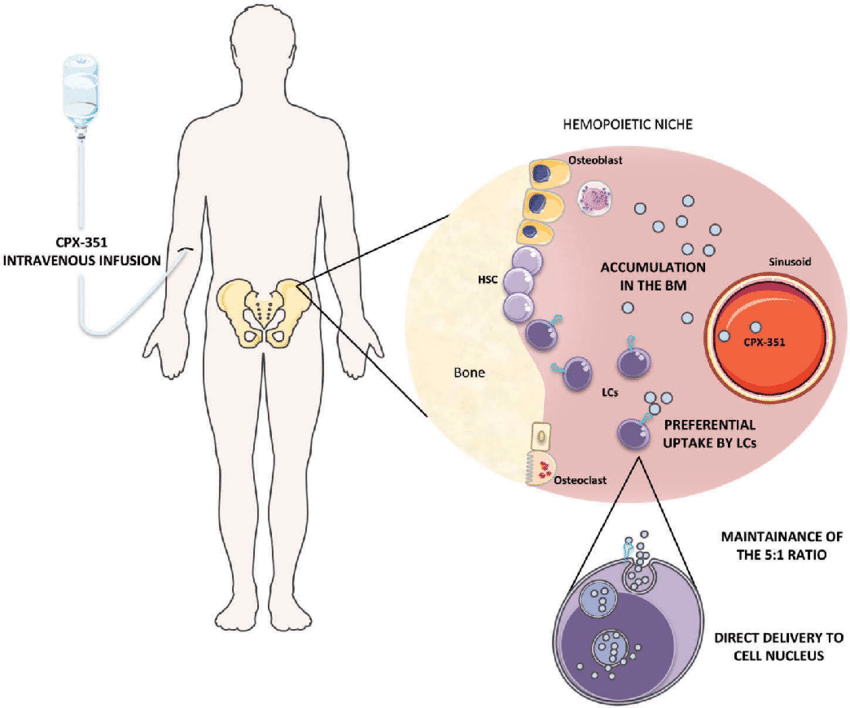 CPX-351
INTRAVENOUS INFUSION
HEMOPOIETIC NICHE
Osteoblast
HSC
ACCUMULATION
IN THE BM
Sinusoid
CPX-351
Bone
LCs
PREFERENTIAL
UPTAKE BY LCs
Osteoclast
MAINTAINANCE OF
THE 5:1 RATIO
DIRECT DELIVERY TO
CELL NUCLEUS